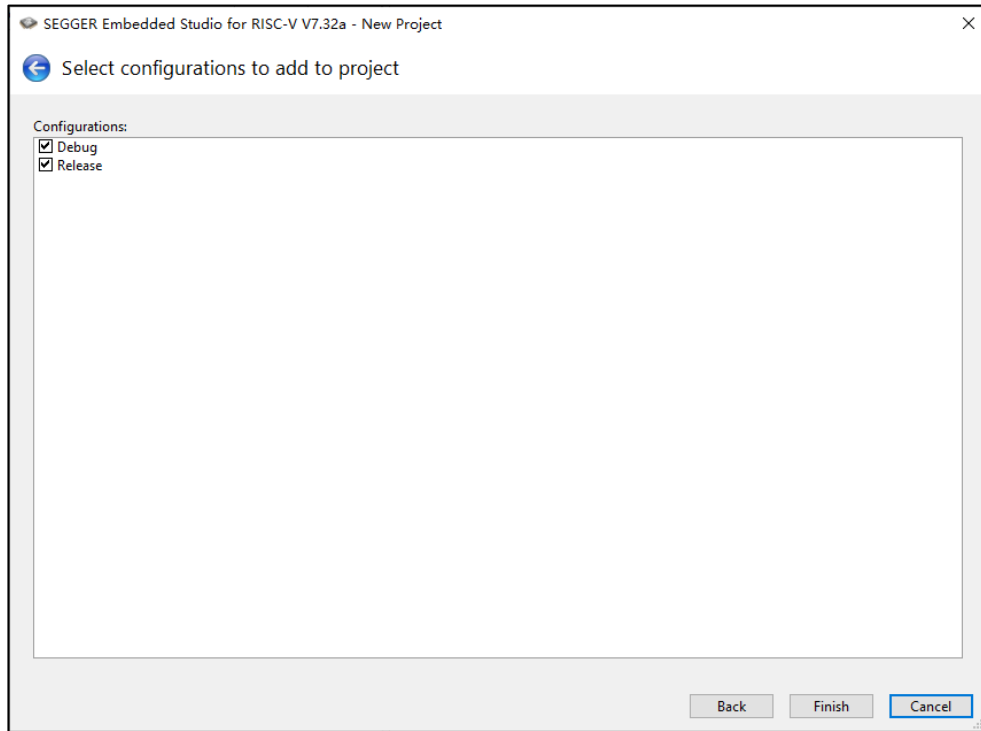 SEGGER Embedded Studio for RISC-V V7.32a - New Project
Select configurations to add to project
Configurations:
Debug
Release
Back Finish Cancel